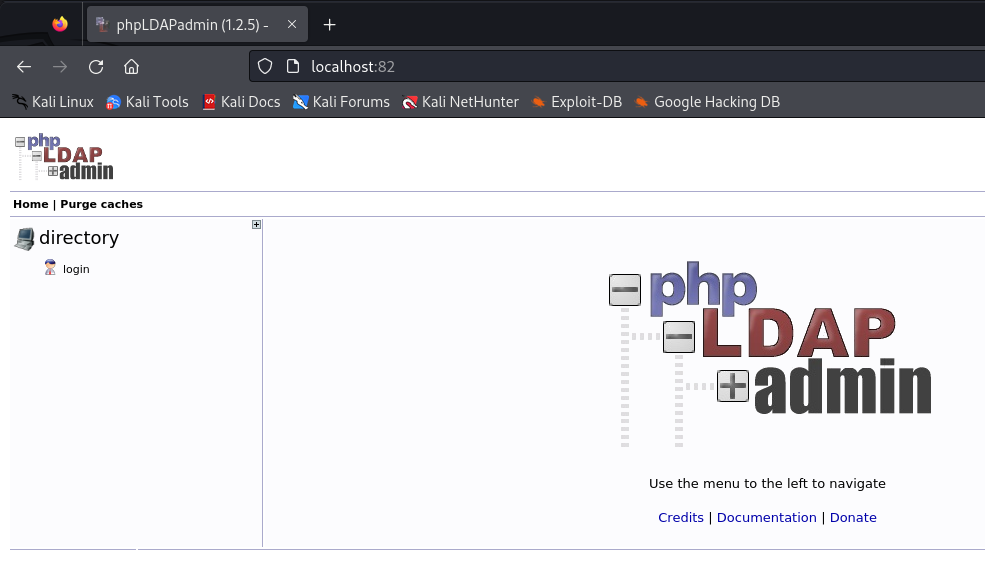 phpLDAPadmin (1.2.5) -
localhost:82
Kali Linux Kali Tools Kali Docs Kali Forums Kali NetHunter Exploit-DB Google Hacking DB
php
LDAP
admin
Home | Purge caches
directory
login
php
LDAP
admin
Use the menu to the left to navigate
Credits | Documentation | Donate